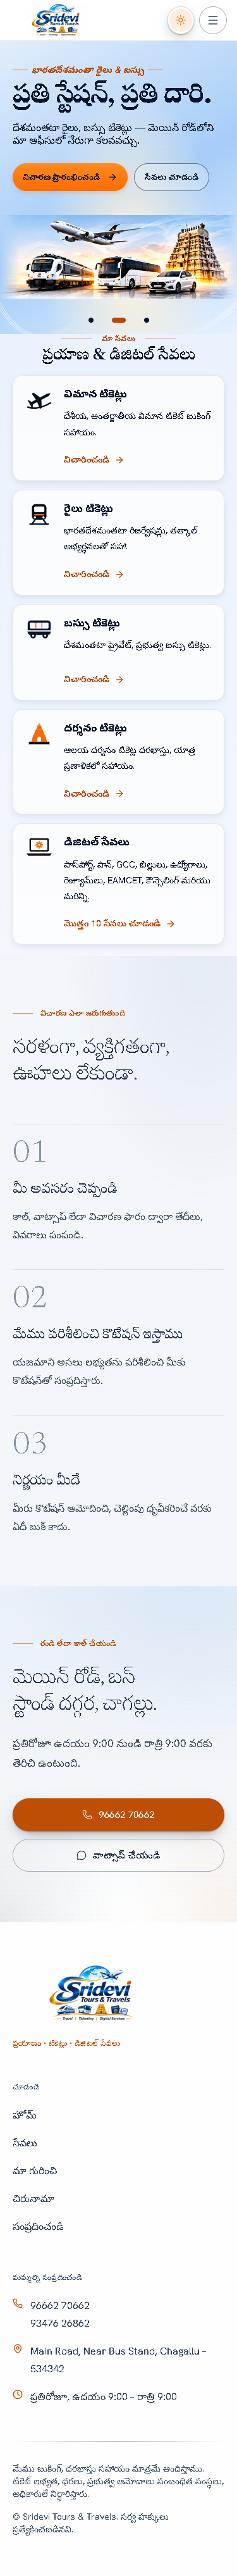 Sridevi
Tours & Travels
భారతదేశమంతా రైలు & బస్సు
ప్రతి స్టేషన్, ప్రతి దారి.
దేశమంతటా రైల్వే, బస్సు టికెట్లు — మెయిన్ రోడ్‌లోని
మా ఆఫీసులో నేరుగా కలవవచ్చు.
విచారణ ప్రారంభించండి
సేవలు చూడండి
మా సేవలు
ప్రయాణ & డిజిటల్ సేవలు
విమాన టికెట్లు
దేశీయ, అంతర్జాతీయ విమాన టికెట్ బుకింగ్
సహాయం.
విచారించండి
రైలు టికెట్లు
భారతదేశమంతటా రిజర్వేషన్లు, తత్కాల్
అభ్యర్థనలతో సహా.
విచారించండి
బస్సు టికెట్లు
దేశమంతటా ప్రైవేట్, ప్రభుత్వ బస్సు టికెట్లు.
విచారించండి
దర్శనం టికెట్లు
ఆలయ దర్శన టికెట్ల దరఖాస్తు, యాత్ర
ప్రణాళికలో సహాయం.
విచారించండి
డిజిటల్ సేవలు
పాస్‌పోర్ట్, పాన్, GCC, బిల్లులు, ఉద్యోగాలు,
రెజ్యూమ్‌లు, EAMCET, కౌన్సెలింగ్ మరియు
మరిన్ని.
మొత్తం 10 సేవలు చూడండి
విచారణ ఎలా జరుగుతుంది
సరళంగా, వ్యక్తిగతంగా,
ఊహలు లేకుండా.
01
మీ అవసరం చెప్పండి
కాల్, వాట్సాప్ లేదా విచారణ ఫారం ద్వారా తేదీలు,
వివరాలు పంపండి.
02
మేము పరిశీలించి కొటేషన్ ఇస్తాము
యజమాని అసలు లభ్యతను పరిశీలించి మీకు
కొటేషన్‌తో సంప్రదిస్తారు.
03
నిర్ణయం మీదే
మీరు కొటేషన్ ఆమోదించి, చెల్లింపు ధృవీకరించే వరకు
ఏదీ బుక్ కాదు.
రండి లేదా కాల్ చేయండి
మెయిన్ రోడ్, బస్
స్టాండ్ దగ్గర, చాగల్లు.
ప్రతిరోజూ ఉదయం 9:00 నుండి రాత్రి 9:00 వరకు
తెరిచి ఉంటుంది.
96662 70662
వాట్సాప్ చేయండి
Sridevi
Tours & Travels
Travel | Ticketing | Digital Services
ప్రయాణం • టికెట్లు • డిజిటల్ సేవలు
చూడండి
హోమ్
సేవలు
మా గురించి
చిరునామా
సంప్రదించండి
మమ్మల్ని సంప్రదించండి
96662 70662
93476 26862
Main Road, Near Bus Stand, Chagallu –
534342
ప్రతిరోజూ, ఉదయం 9:00 – రాత్రి 9:00
మేము బుకింగ్, దరఖాస్తు సహాయం మాత్రమే అందిస్తాము.
టికెట్ లభ్యత, ధరలు, ప్రభుత్వ ఆమోదాలు సంబంధిత సంస్థలు,
అధికారులే నిర్ధారిస్తారు.
© Sridevi Tours & Travels. సర్వ హక్కులు
ప్రత్యేకించబడినవి.